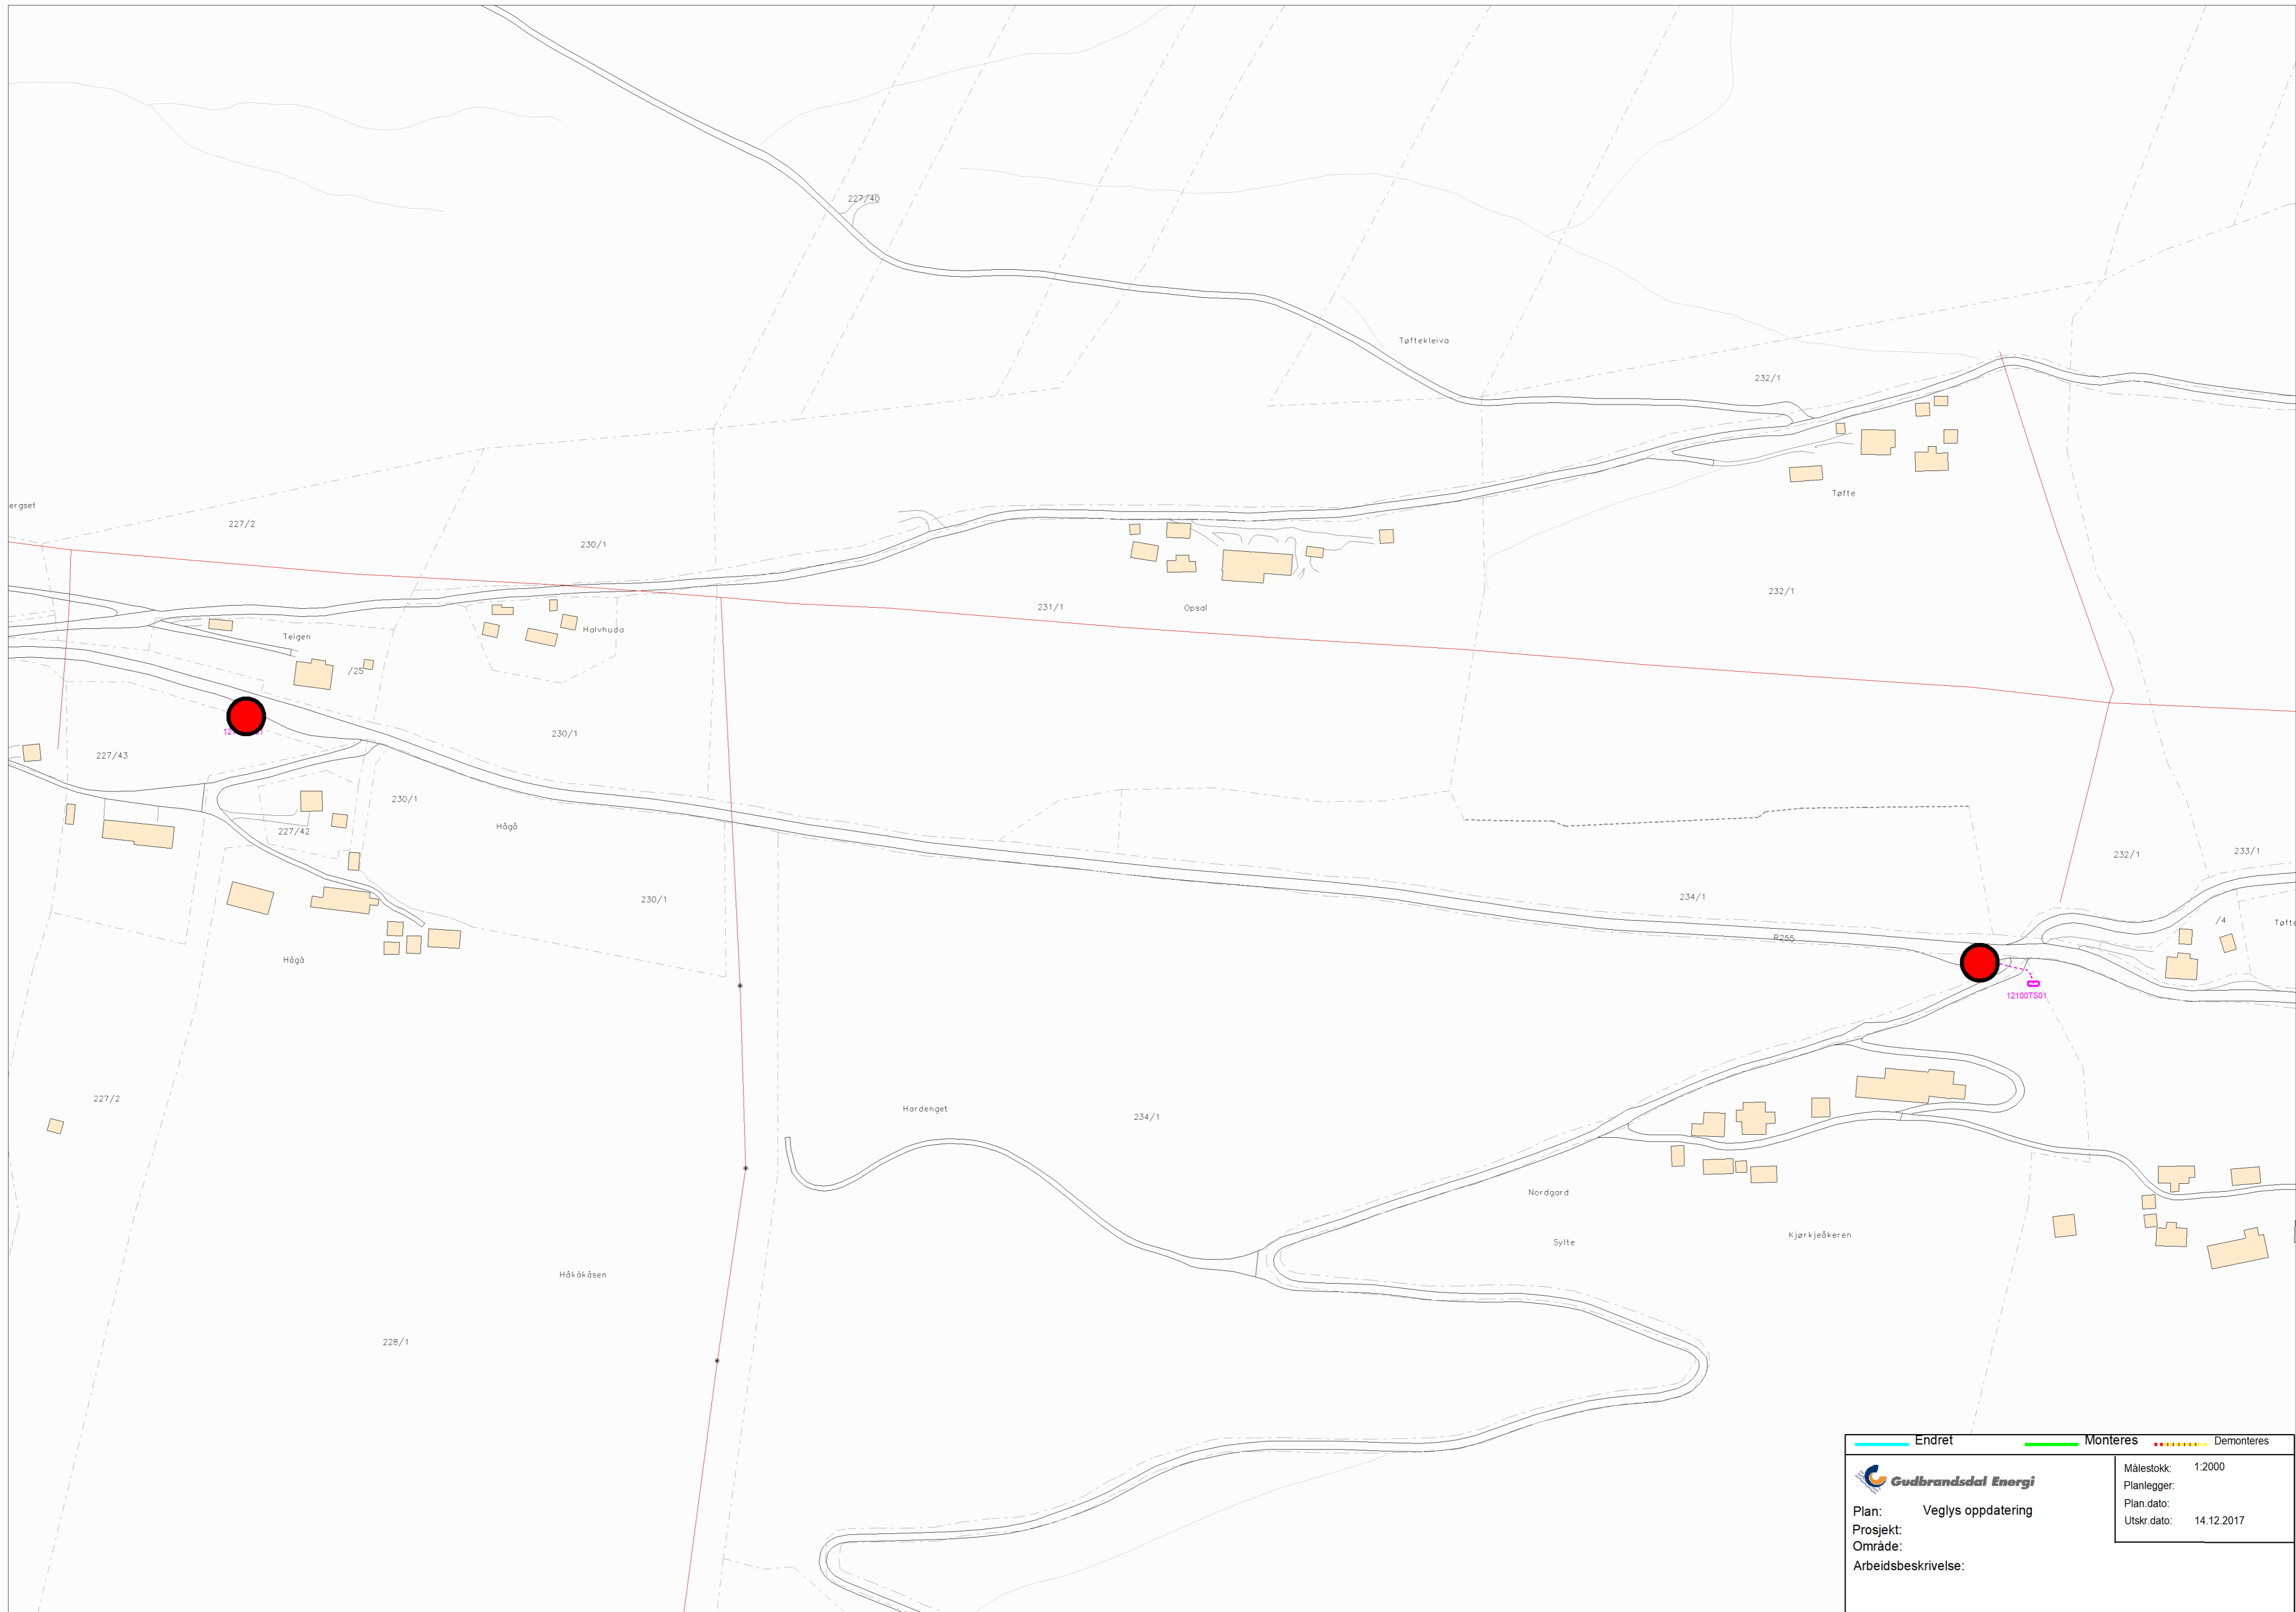 227/40
Tøftekleiva
232/1
Tøfte
ergset
227/2
230/1
232/1
231/1
Opsal
Halvhuda
Teigen
/25
230/1
227/43
230/1
Hågå
227/42
232/1
233/1
234/1
230/1
/4
Tøfte
R255
Hågå
12100TS01
227/2
Hardenget
234/1
Nordgard
Kjørkjeåkeren
Sylte
Håkåkåsen
228/1
Endret Monteres Demonteres
Gudbrandsdal Energi
Målestokk: 1:2000
Planlegger:
Plan.dato:
Utskr.dato: 14.12.2017
Plan: Veglys oppdatering
Prosjekt:
Område:
Arbeidsbeskrivelse: